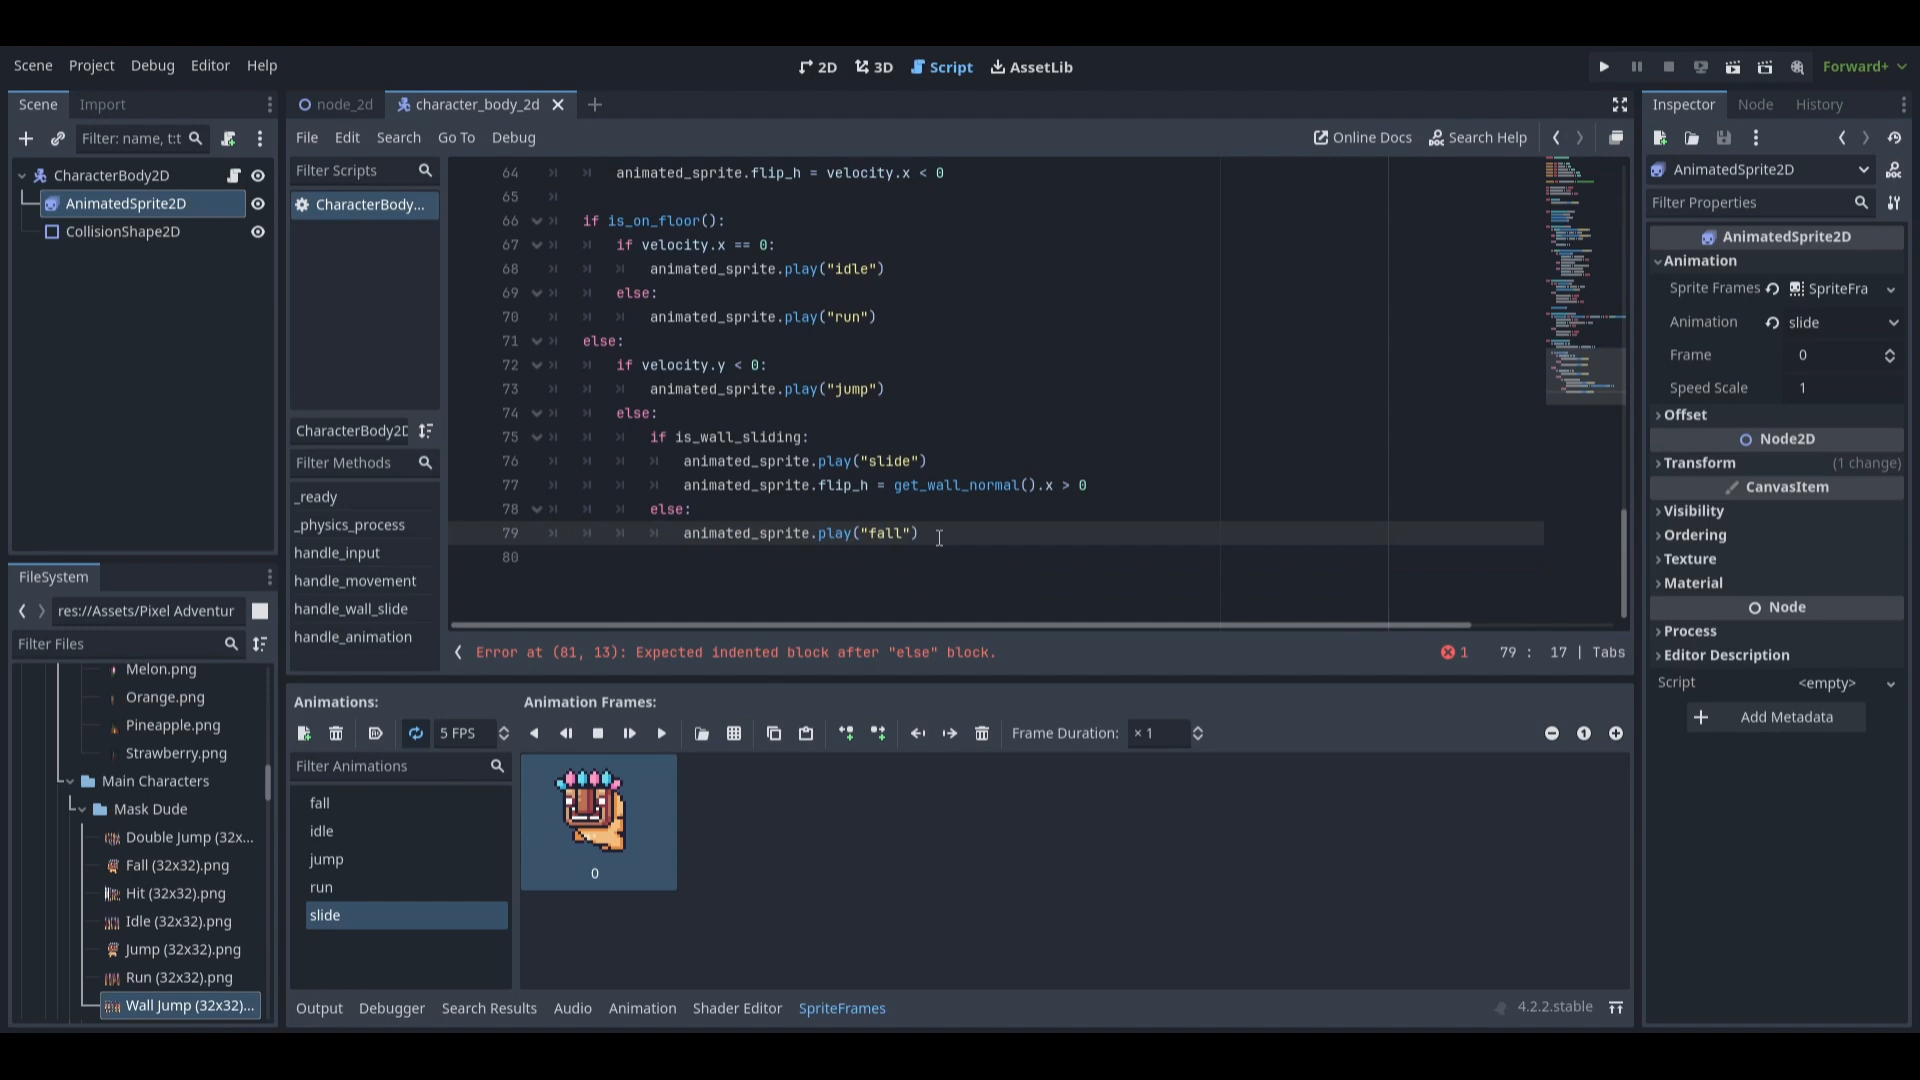 Scene Project Debug Editor Help
2D 3D Script AssetLib
Forward+
Scene Import
Filter: name, t:t
CharacterBody2D
AnimatedSprite2D
CollisionShape2D
FileSystem
res://Assets/Pixel Adventur
Filter Files
Melon.png
Orange.png
Pineapple.png
Strawberry.png
Main Characters
Mask Dude
Double Jump (32x...
Fall (32x32).png
Hit (32x32).png
Idle (32x32).png
Jump (32x32).png
Run (32x32).png
Wall Jump (32x32)...
node_2d character_body_2d
File Edit Search Go To Debug
Online Docs Search Help
Filter Scripts
CharacterBody...
CharacterBody2D
Filter Methods
_ready
_physics_process
handle_input
handle_movement
handle_wall_slide
handle_animation
64 animated_sprite.flip_h = velocity.x < 0
65
66 if is_on_floor():
67 if velocity.x == 0:
68 animated_sprite.play("idle")
69 else:
70 animated_sprite.play("run")
71 else:
72 if velocity.y < 0:
73 animated_sprite.play("jump")
74 else:
75 if is_wall_sliding:
76 animated_sprite.play("slide")
77 animated_sprite.flip_h = get_wall_normal().x > 0
78 else:
79 animated_sprite.play("fall")
80
Error at (81, 13): Expected indented block after "else" block.
1 79 : 17 | Tabs
Animations:
5 FPS
Filter Animations
fall
idle
jump
run
slide
Animation Frames:
Frame Duration: × 1
0
Output Debugger Search Results Audio Animation Shader Editor SpriteFrames
4.2.2.stable
Inspector Node History
AnimatedSprite2D
Filter Properties
AnimatedSprite2D
Animation
Sprite Frames SpriteFra
Animation slide
Frame 0
Speed Scale 1
Offset
Node2D
Transform (1 change)
CanvasItem
Visibility
Ordering
Texture
Material
Node
Process
Editor Description
Script <empty>
Add Metadata